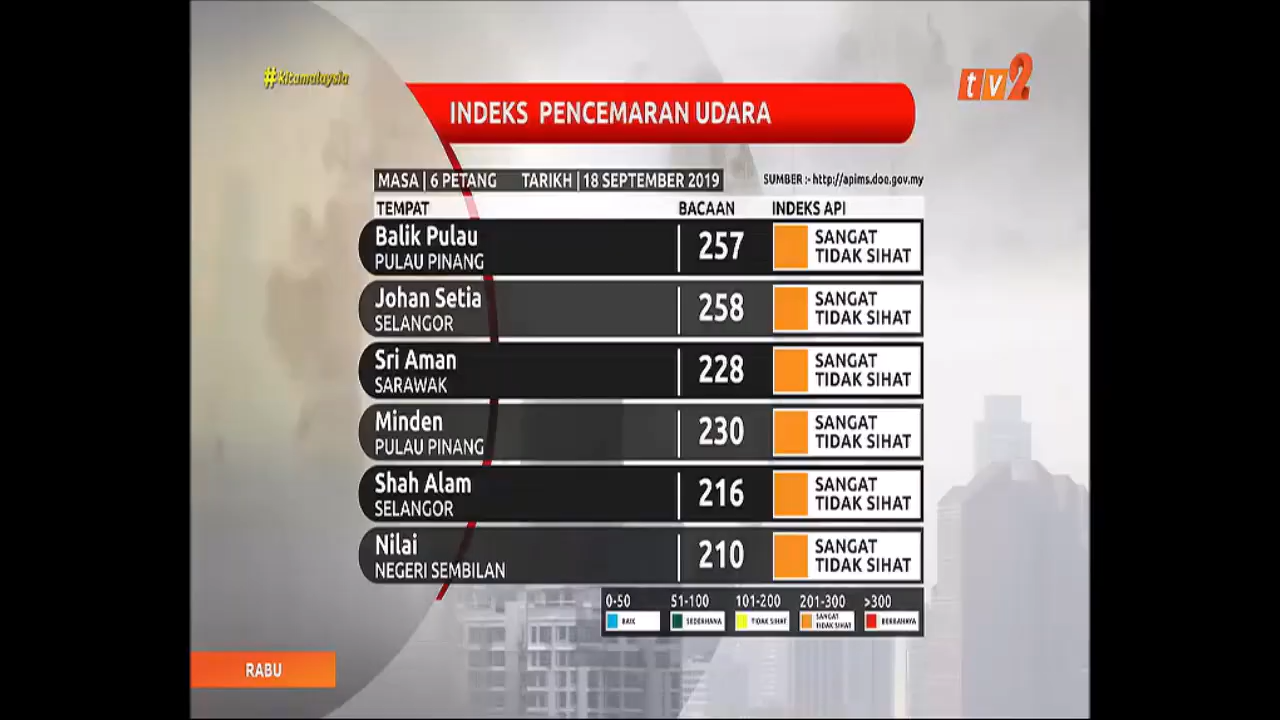 #kitamalaysia
tv2
INDEKS PENCEMARAN UDARA
MASA | 6 PETANG TARIKH | 18 SEPTEMBER 2019
SUMBER :- http://apims.doe.gov.my
TEMPAT BACAAN INDEKS API
Balik Pulau
PULAU PINANG
257
SANGAT
TIDAK SIHAT
Johan Setia
SELANGOR
258
SANGAT
TIDAK SIHAT
Sri Aman
SARAWAK
228
SANGAT
TIDAK SIHAT
Minden
PULAU PINANG
230
SANGAT
TIDAK SIHAT
Shah Alam
SELANGOR
216
SANGAT
TIDAK SIHAT
Nilai
NEGERI SEMBILAN
210
SANGAT
TIDAK SIHAT
0-50 51-100 101-200 201-300 >300
BAIK SEDERHANA TIDAK SIHAT SANGAT TIDAK SIHAT BERBAHAYA
RABU